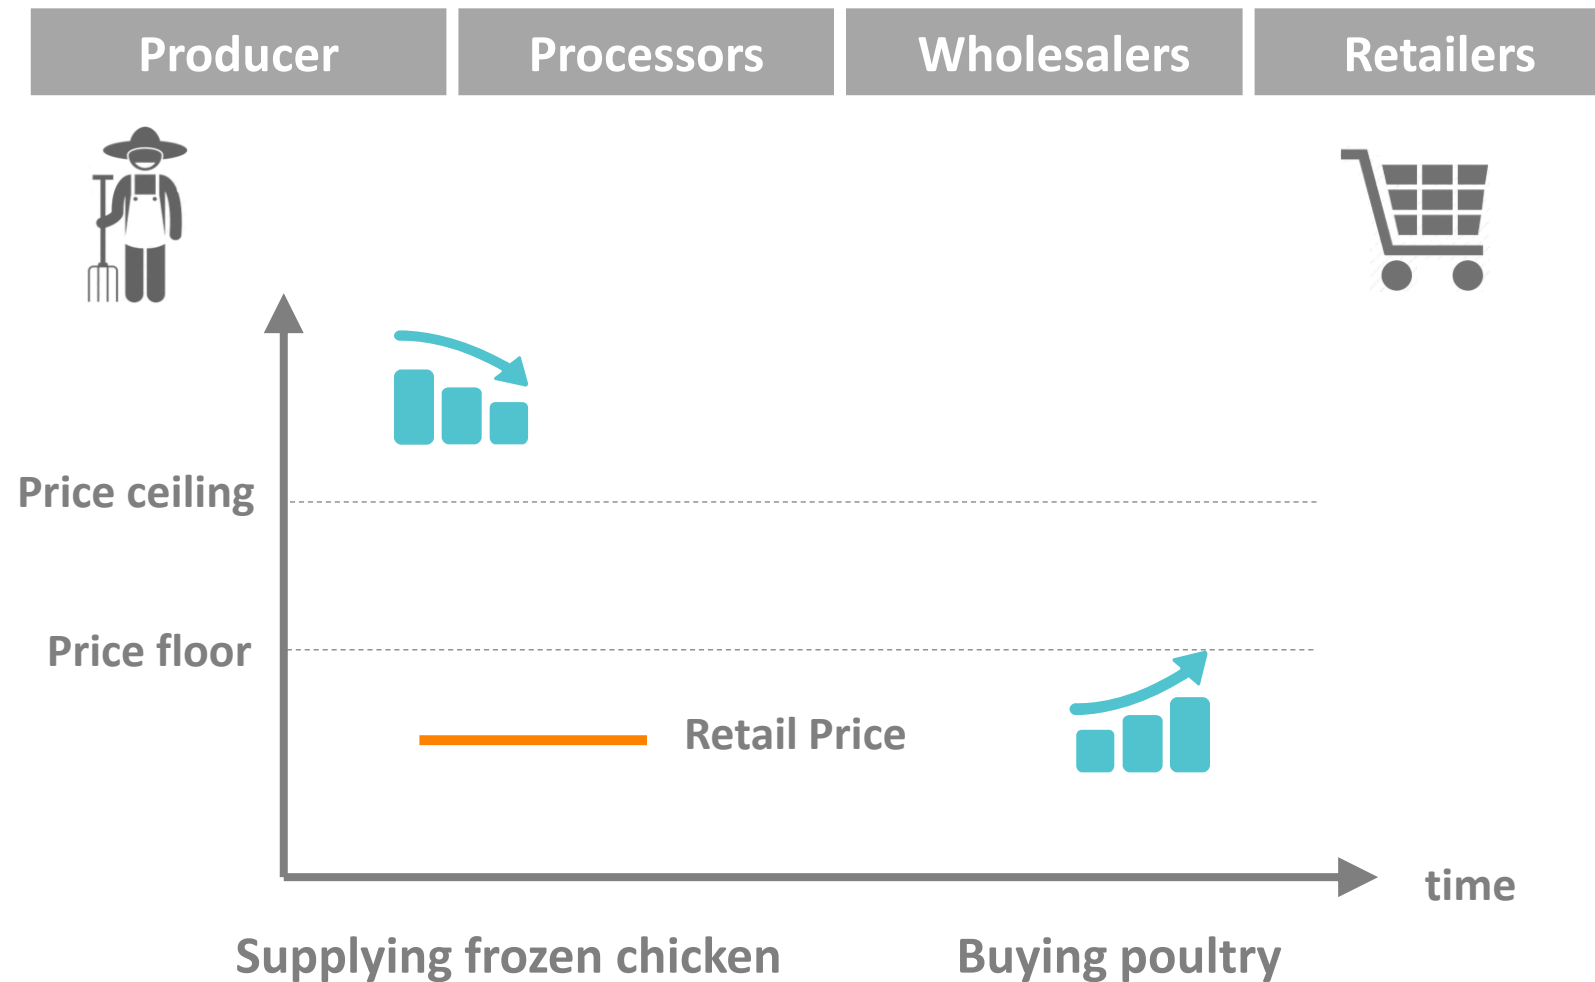 Producer
Processors
Wholesalers
Retailers
Price ceiling
Price floor
Retail Price
time
Supplying frozen chicken
Buying poultry